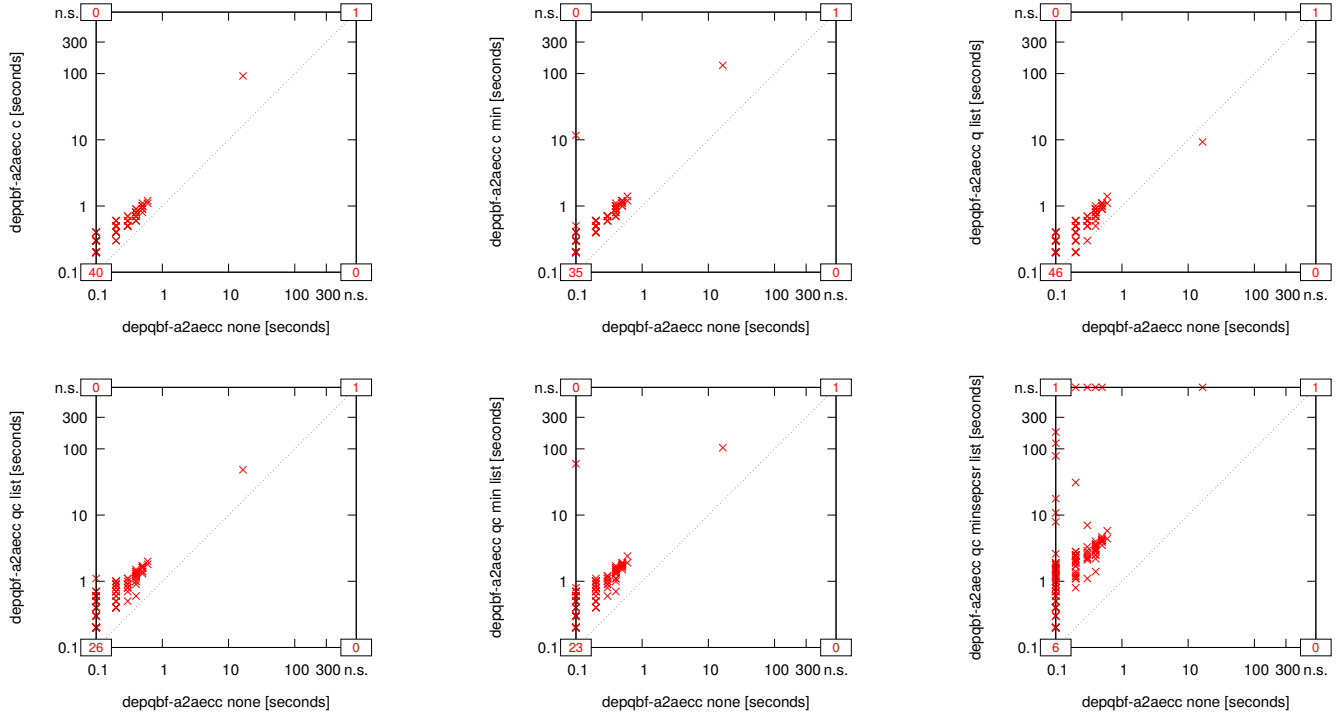 n.s. 0 1
300
100
10
1
0.1 40 0
0.1 1 10 100 300 n.s.
depqbf-a2aecc c [seconds]
depqbf-a2aecc none [seconds]
n.s. 0 1
300
100
10
1
0.1 35 0
0.1 1 10 100 300 n.s.
depqbf-a2aecc c min [seconds]
depqbf-a2aecc none [seconds]
n.s. 0 1
300
100
10
1
0.1 46 0
0.1 1 10 100 300 n.s.
depqbf-a2aecc q list [seconds]
depqbf-a2aecc none [seconds]
n.s. 0 1
300
100
10
1
0.1 26 0
0.1 1 10 100 300 n.s.
depqbf-a2aecc qc list [seconds]
depqbf-a2aecc none [seconds]
n.s. 0 1
300
100
10
1
0.1 23 0
0.1 1 10 100 300 n.s.
depqbf-a2aecc qc min list [seconds]
depqbf-a2aecc none [seconds]
n.s. 1 1
300
100
10
1
0.1 6 0
0.1 1 10 100 300 n.s.
depqbf-a2aecc qc minsepcsr list [seconds]
depqbf-a2aecc none [seconds]